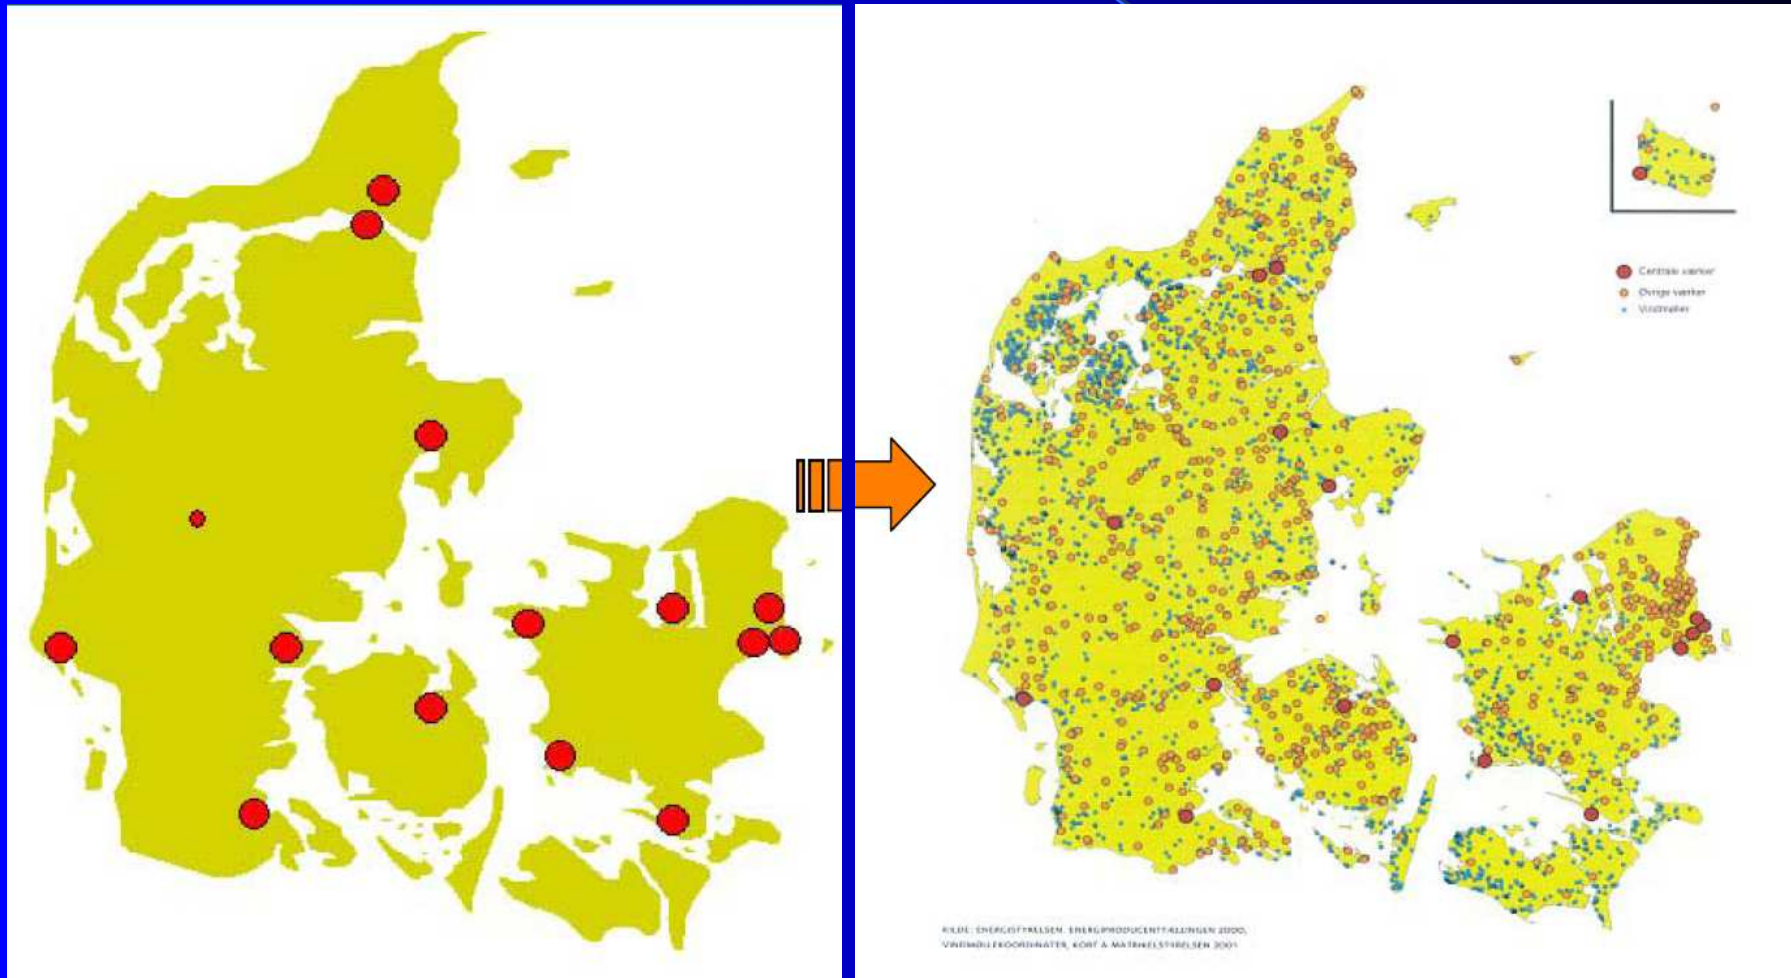 Centrale værker
Øvrige værker
Vindmøller
KILDE: ENERGISTYRELSEN. ENERGIPRODUCENTTÆLLINGEN 2000,
VINDMØLLEKOORDINATER, KORT & MATRIKELSTYRELSEN 2001